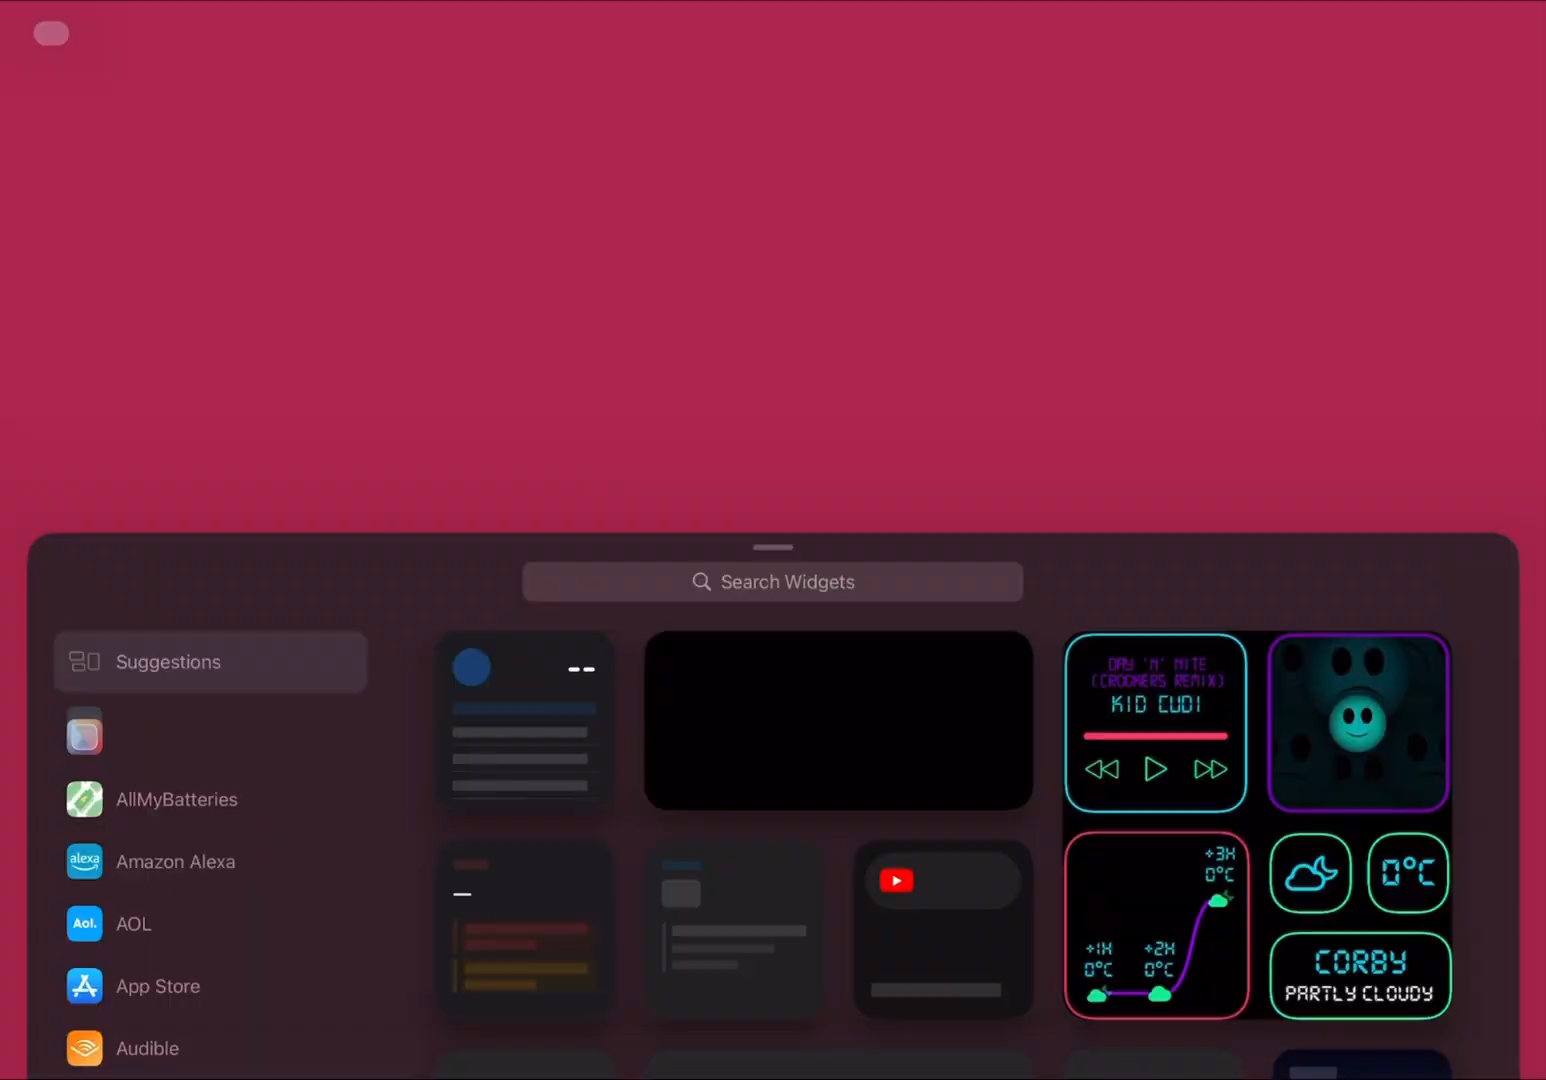 Search Widgets
Suggestions
AllMyBatteries
alexa
Amazon Alexa
Aol.
AOL
App Store
Audible
DAY 'N' NITE
(CROOKERS REMIX)
KID CUDI
+3H
0°C
+1H
0°C
+2H
0°C
0°C
CORBY
PARTLY CLOUDY